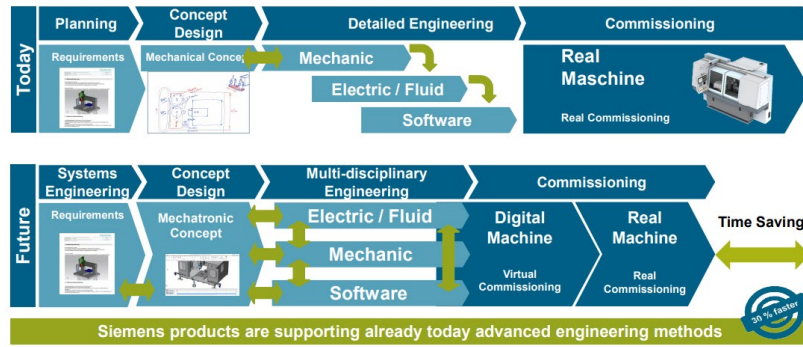 Today
Planning
Concept
Design
Detailed Engineering
Commissioning
Requirements
Mechanical Concept
Mechanic
Electric / Fluid
Software
Real
Maschine
Real Commissioning
Future
Systems
Engineering
Concept
Design
Multi-disciplinary
Engineering
Commissioning
Requirements
Mechatronic
Concept
Electric / Fluid
Mechanic
Software
Digital
Machine
Virtual
Commissioning
Real
Machine
Real
Commissioning
Time Saving
30 % faster
Siemens products are supporting already today advanced engineering methods